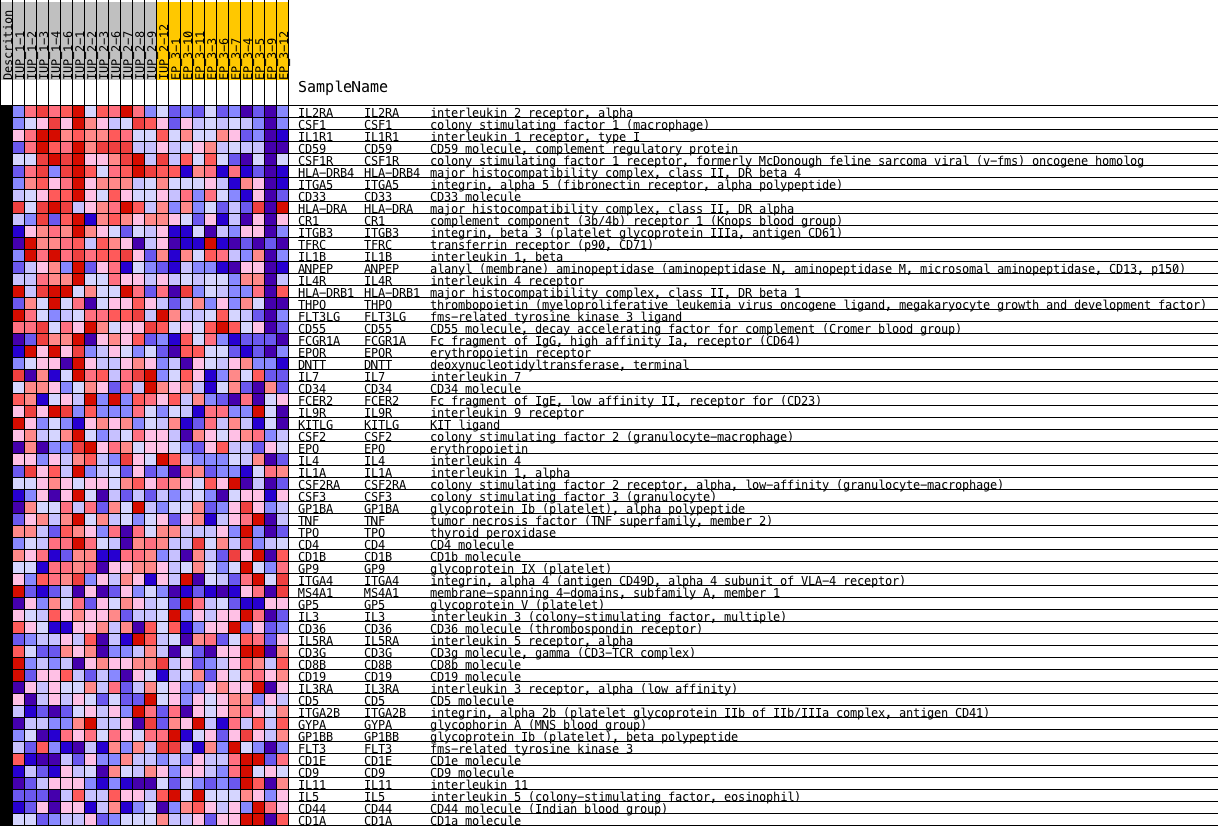 Descrition
IUP_1-1
IUP_1-2
IUP_1-3
IUP_1-4
IUP_1-6
IUP_2-1
IUP_2-2
IUP_2-3
IUP_2-6
IUP_2-7
IUP_2-8
IUP_2-9
IUP_2-12
EP_3-1
EP_3-10
EP_3-11
EP_3-3
EP_3-6
EP_3-7
EP_3-4
EP_3-5
EP_3-9
EP_3-12
SampleName
IL2RA IL2RA interleukin 2 receptor, alpha
CSF1 CSF1 colony stimulating factor 1 (macrophage)
IL1R1 IL1R1 interleukin 1 receptor, type I
CD59 CD59 CD59 molecule, complement regulatory protein
CSF1R CSF1R colony stimulating factor 1 receptor, formerly McDonough feline sarcoma viral (v-fms) oncogene homolog
HLA-DRB4 HLA-DRB4 major histocompatibility complex, class II, DR beta 4
ITGA5 ITGA5 integrin, alpha 5 (fibronectin receptor, alpha polypeptide)
CD33 CD33 CD33 molecule
HLA-DRA HLA-DRA major histocompatibility complex, class II, DR alpha
CR1 CR1 complement component (3b/4b) receptor 1 (Knops blood group)
ITGB3 ITGB3 integrin, beta 3 (platelet glycoprotein IIIa, antigen CD61)
TFRC TFRC transferrin receptor (p90, CD71)
IL1B IL1B interleukin 1, beta
ANPEP ANPEP alanyl (membrane) aminopeptidase (aminopeptidase N, aminopeptidase M, microsomal aminopeptidase, CD13, p150)
IL4R IL4R interleukin 4 receptor
HLA-DRB1 HLA-DRB1 major histocompatibility complex, class II, DR beta 1
THPO THPO thrombopoietin (myeloproliferative leukemia virus oncogene ligand, megakaryocyte growth and development factor)
FLT3LG FLT3LG fms-related tyrosine kinase 3 ligand
CD55 CD55 CD55 molecule, decay accelerating factor for complement (Cromer blood group)
FCGR1A FCGR1A Fc fragment of IgG, high affinity Ia, receptor (CD64)
EPOR EPOR erythropoietin receptor
DNTT DNTT deoxynucleotidyltransferase, terminal
IL7 IL7 interleukin 7
CD34 CD34 CD34 molecule
FCER2 FCER2 Fc fragment of IgE, low affinity II, receptor for (CD23)
IL9R IL9R interleukin 9 receptor
KITLG KITLG KIT ligand
CSF2 CSF2 colony stimulating factor 2 (granulocyte-macrophage)
EPO EPO erythropoietin
IL4 IL4 interleukin 4
IL1A IL1A interleukin 1, alpha
CSF2RA CSF2RA colony stimulating factor 2 receptor, alpha, low-affinity (granulocyte-macrophage)
CSF3 CSF3 colony stimulating factor 3 (granulocyte)
GP1BA GP1BA glycoprotein Ib (platelet), alpha polypeptide
TNF TNF tumor necrosis factor (TNF superfamily, member 2)
TPO TPO thyroid peroxidase
CD4 CD4 CD4 molecule
CD1B CD1B CD1b molecule
GP9 GP9 glycoprotein IX (platelet)
ITGA4 ITGA4 integrin, alpha 4 (antigen CD49D, alpha 4 subunit of VLA-4 receptor)
MS4A1 MS4A1 membrane-spanning 4-domains, subfamily A, member 1
GP5 GP5 glycoprotein V (platelet)
IL3 IL3 interleukin 3 (colony-stimulating factor, multiple)
CD36 CD36 CD36 molecule (thrombospondin receptor)
IL5RA IL5RA interleukin 5 receptor, alpha
CD3G CD3G CD3g molecule, gamma (CD3-TCR complex)
CD8B CD8B CD8b molecule
CD19 CD19 CD19 molecule
IL3RA IL3RA interleukin 3 receptor, alpha (low affinity)
CD5 CD5 CD5 molecule
ITGA2B ITGA2B integrin, alpha 2b (platelet glycoprotein IIb of IIb/IIIa complex, antigen CD41)
GYPA GYPA glycophorin A (MNS blood group)
GP1BB GP1BB glycoprotein Ib (platelet), beta polypeptide
FLT3 FLT3 fms-related tyrosine kinase 3
CD1E CD1E CD1e molecule
CD9 CD9 CD9 molecule
IL11 IL11 interleukin 11
IL5 IL5 interleukin 5 (colony-stimulating factor, eosinophil)
CD44 CD44 CD44 molecule (Indian blood group)
CD1A CD1A CD1a molecule